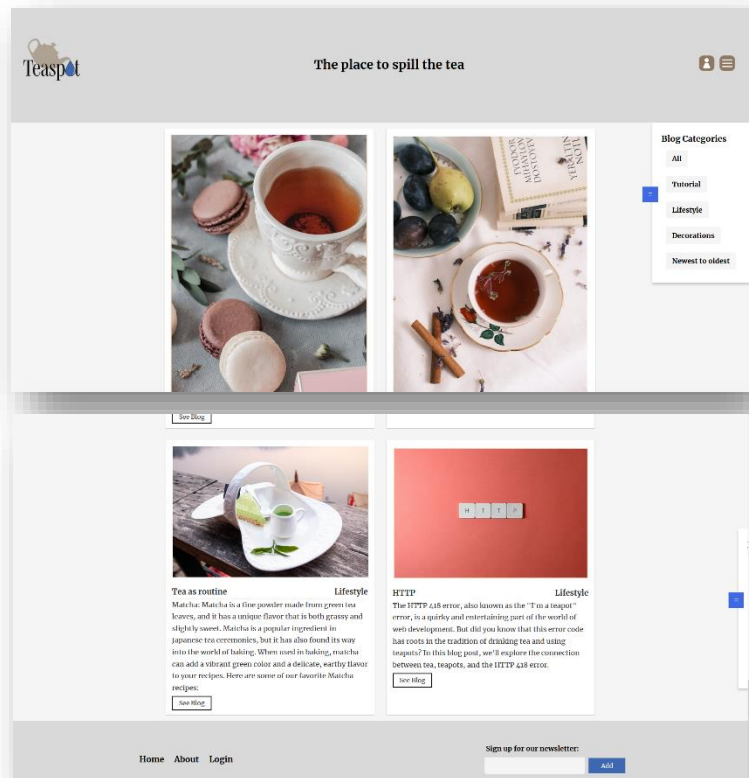 Teaspot
The place to spill the tea
Blog Categories
All
Tutorial
Lifestyle
Decorations
Newest to oldest
See Blog
H T T P
Tea as routine Lifestyle
Matcha: Matcha is a fine powder made from green tea
leaves, and it has a unique flavor that is both grassy and
slightly sweet. Matcha is a popular ingredient in
japanese tea ceremonies, but it has also found its way
into the world of baking. When used in baking, matcha
can add a vibrant green color and a delicate, earthy flavor
to your recipes. Here are some of our favorite Matcha
recipes:
See Blog
HTTP Lifestyle
The HTTP 418 error, also known as the "I'm a teapot"
error, is a quirky and entertaining part of the world of
web development. But did you know that this error code
has roots in the tradition of drinking tea and using
teapots? In this blog post, we'll explore the connection
between tea, teapots, and the HTTP 418 error.
See Blog
Home About Login
Sign up for our newsletter:
Add